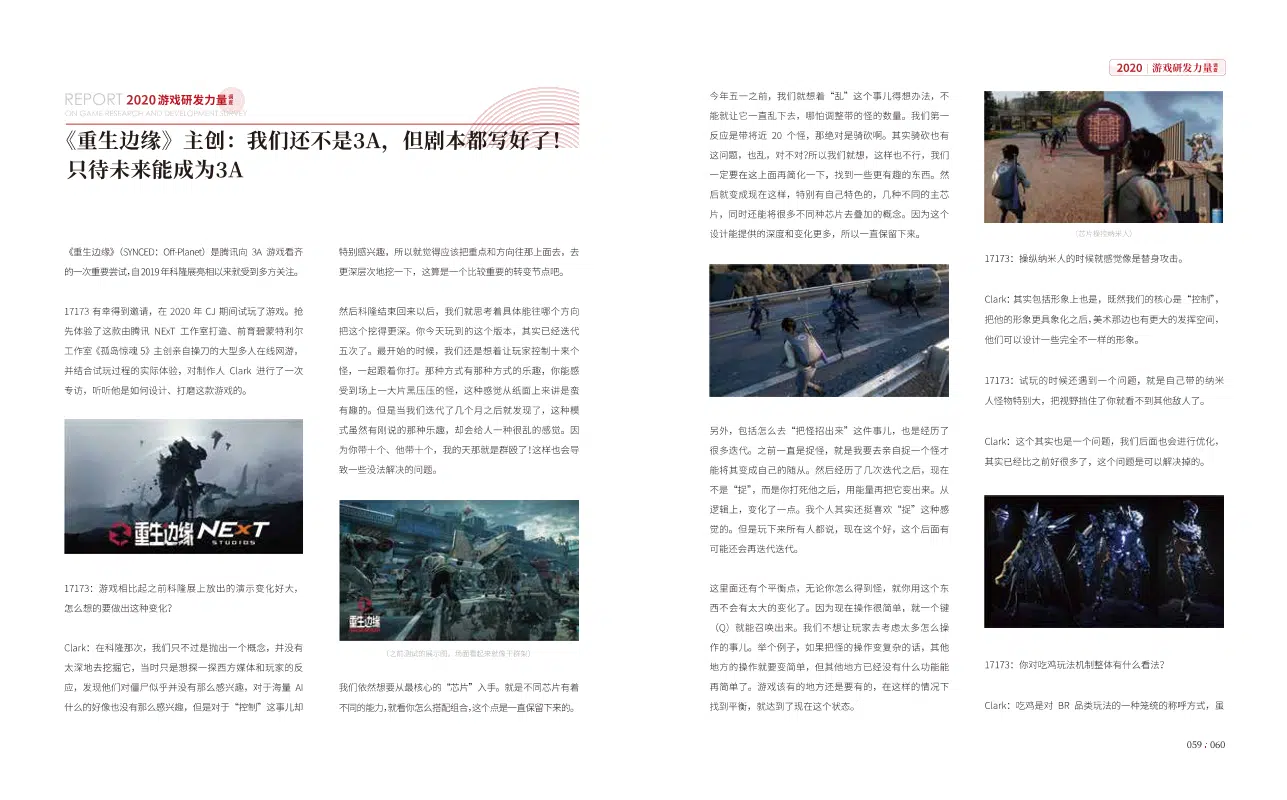 REPORT 2020游戏研发力量调查
ON GAME RESEARCH AND DEVELOPMENT SURVEY
《重生边缘》主创：我们还不是3A，但剧本都写好了！
只待未来能成为3A
《重生边缘》（SYNCED：Off-Planet）是腾讯向 3A 游戏看齐
的一次重要尝试，自2019年科隆展亮相以来就受到多方关注。
17173 有幸得到邀请，在 2020 年 CJ 期间试玩了游戏。抢
先体验了这款由腾讯 NExT 工作室打造、前育碧蒙特利尔
工作室《孤岛惊魂 5》主创亲自操刀的大型多人在线网游，
并结合试玩过程的实际体验，对制作人 Clark 进行了一次
专访，听听他是如何设计、打磨这款游戏的。
重生边缘 NEXT
STUDIOS
17173：游戏相比起之前科隆展上放出的演示变化好大，
怎么想的要做出这种变化？
Clark：在科隆那次，我们只不过是抛出一个概念，并没有
太深地去挖掘它，当时只是想探一探西方媒体和玩家的反
应，发现他们对僵尸似乎并没有那么感兴趣，对于海量 AI
什么的好像也没有那么感兴趣，但是对于“控制”这事儿却
特别感兴趣，所以就觉得应该把重点和方向往那上面去，去
更深层次地挖一下，这算是一个比较重要的转变节点吧。
然后科隆结束回来以后，我们就思考着具体能往哪个方向
把这个挖得更深。你今天玩到的这个版本，其实已经迭代
五次了。最开始的时候，我们还是想着让玩家控制十来个
怪，一起跟着你打。那种方式有那种方式的乐趣，你能感
受到场上一大片黑压压的怪，这种感觉从纸面上来讲是蛮
有趣的。但是当我们迭代了几个月之后就发现了，这种模
式虽然有刚说的那种乐趣，却会给人一种很乱的感觉。因
为你带十个、他带十个，我的天那就是群殴了！这样也会导
致一些没法解决的问题。
重生边缘
（之前测试的展示图，场面看起来就像干群架）
我们依然想要从最核心的“芯片”入手。就是不同芯片有着
不同的能力，就看你怎么搭配组合，这个点是一直保留下来的。
2020 游戏研发力量调查
今年五一之前，我们就想着“乱”这个事儿得想办法，不
能就让它一直乱下去，哪怕调整带的怪的数量。我们第一
反应是带将近 20 个怪，那绝对是骑砍啊。其实骑砍也有
这问题，也乱，对不对？所以我们就想，这样也不行，我们
一定要在这上面再简化一下，找到一些更有趣的东西。然
后就变成现在这样，特别有自己特色的，几种不同的主芯
片，同时还能将很多不同种芯片去叠加的概念。因为这个
设计能提供的深度和变化更多，所以一直保留下来。
另外，包括怎么去“把怪招出来”这件事儿，也是经历了
很多迭代。之前一直是捉怪，就是我要去亲自捉一个怪才
能将其变成自己的随从。然后经历了几次迭代之后，现在
不是“捉”，而是你打死他之后，用能量再把它变出来。从
逻辑上，变化了一点。我个人其实还挺喜欢“捉”这种感
觉的。但是玩下来所有人都说，现在这个好，这个后面有
可能还会再迭代迭代。
这里面还有个平衡点，无论你怎么得到怪，就你用这个东
西不会有太大的变化了。因为现在操作很简单，就一个键
（Q）就能召唤出来。我们不想让玩家去考虑太多怎么操
作的事儿。举个例子，如果把怪的操作变复杂的话，其他
地方的操作就要变简单，但其他地方已经没有什么功能能
再简单了。游戏该有的地方还是要有的，在这样的情况下
找到平衡，就达到了现在这个状态。
（芯片操控纳米人）
17173：操纵纳米人的时候就感觉像是替身攻击。
Clark：其实包括形象上也是，既然我们的核心是“控制”，
把他的形象更具象化之后，美术那边也有更大的发挥空间，
他们可以设计一些完全不一样的形象。
17173：试玩的时候还遇到一个问题，就是自己带的纳米
人怪物特别大，把视野挡住了你就看不到其他敌人了。
Clark：这个其实也是一个问题，我们后面也会进行优化，
其实已经比之前好很多了，这个问题是可以解决掉的。
17173：你对吃鸡玩法机制整体有什么看法？
Clark：吃鸡是对 BR 品类玩法的一种笼统的称呼方式，虽
059 / 060